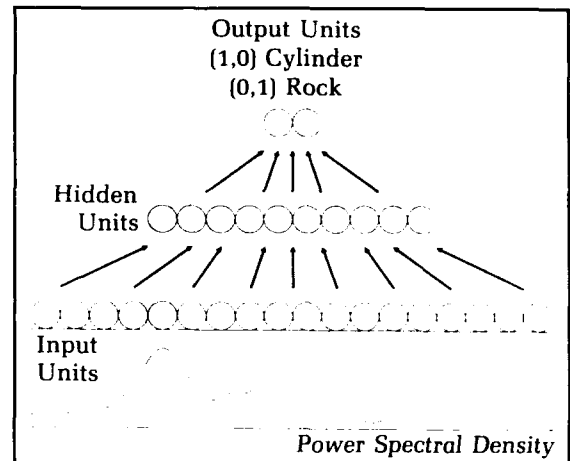 Output Units
(1,0) Cylinder
(0,1) Rock
Hidden
Units
Input
Units
Power Spectral Density